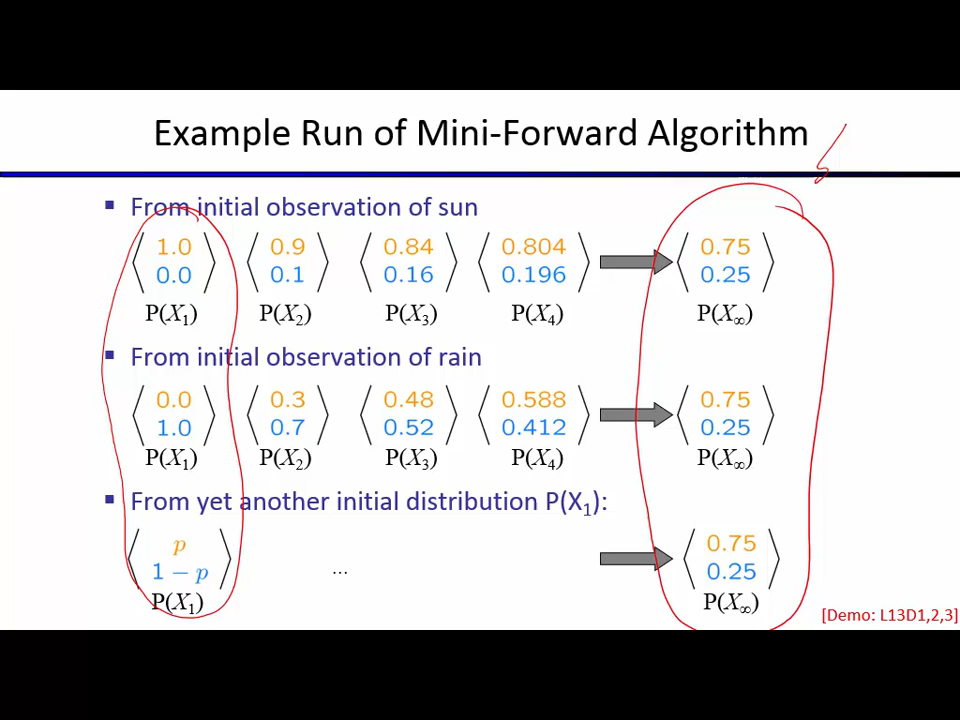 Example Run of Mini-Forward Algorithm
▪ From initial observation of sun
1.0 0.9 0.84 0.804 0.75
0.0 0.1 0.16 0.196 0.25
P(X₁) P(X₂) P(X₃) P(X₄) P(X∞)
▪ From initial observation of rain
0.0 0.3 0.48 0.588 0.75
1.0 0.7 0.52 0.412 0.25
P(X₁) P(X₂) P(X₃) P(X₄) P(X∞)
▪ From yet another initial distribution P(X₁):
p 0.75
1 − p ... 0.25
P(X₁) P(X∞)
[Demo: L13D1,2,3]